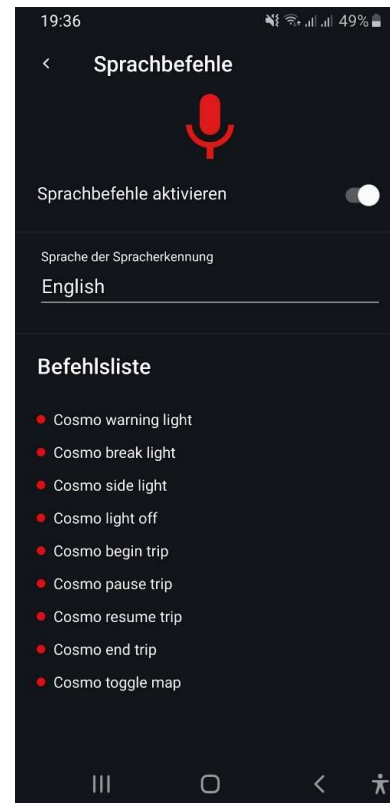 19:36
49%
Sprachbefehle
Sprachbefehle aktivieren
Sprache der Spracherkennung
English
Befehlsliste
Cosmo warning light
Cosmo break light
Cosmo side light
Cosmo light off
Cosmo begin trip
Cosmo pause trip
Cosmo resume trip
Cosmo end trip
Cosmo toggle map